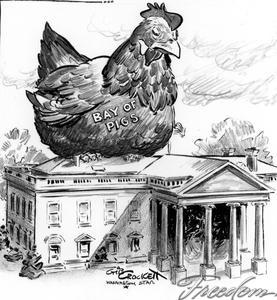 BAY OF
PIGS
Gib
CROCKETT
WASHINGTON STAR
Freedom